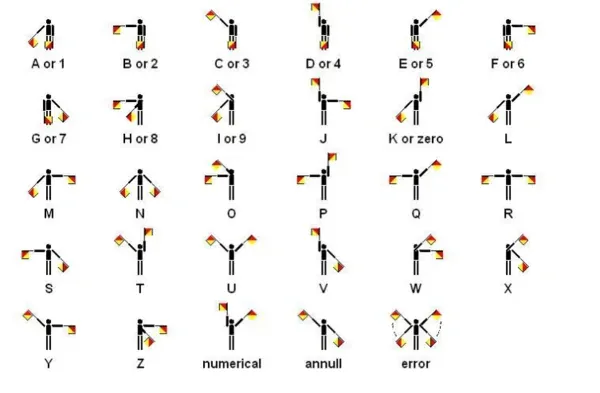 A or 1 B or 2 C or 3 D or 4 E or 5 F or 6
G or 7 H or 8 I or 9 J K or zero L
M N O P Q R
S T U V W X
Y Z numerical annull error